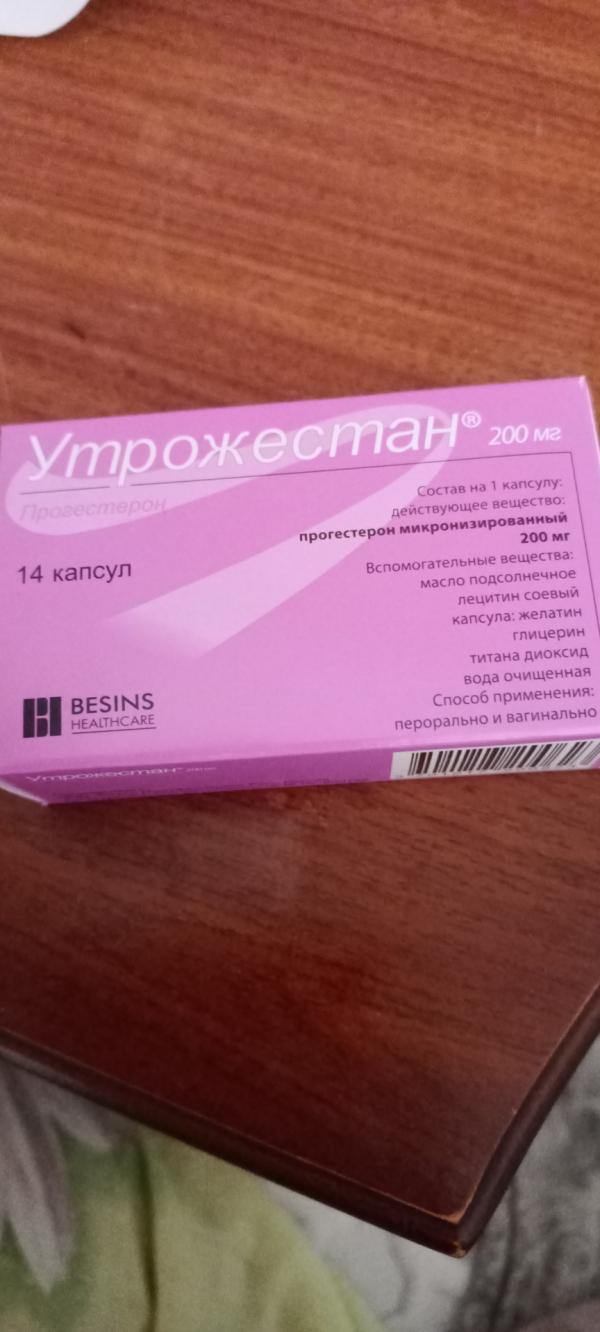 Утрожестан® 200 мг
Прогестерон
14 капсул
Состав на 1 капсулу:
действующее вещество:
прогестерон микронизированный
200 мг
Вспомогательные вещества:
масло подсолнечное
лецитин соевый
капсула: желатин
глицерин
титана диоксид
вода очищенная
Способ применения:
перорально и вагинально
BESINS
HEALTHCARE
Утрожестан®